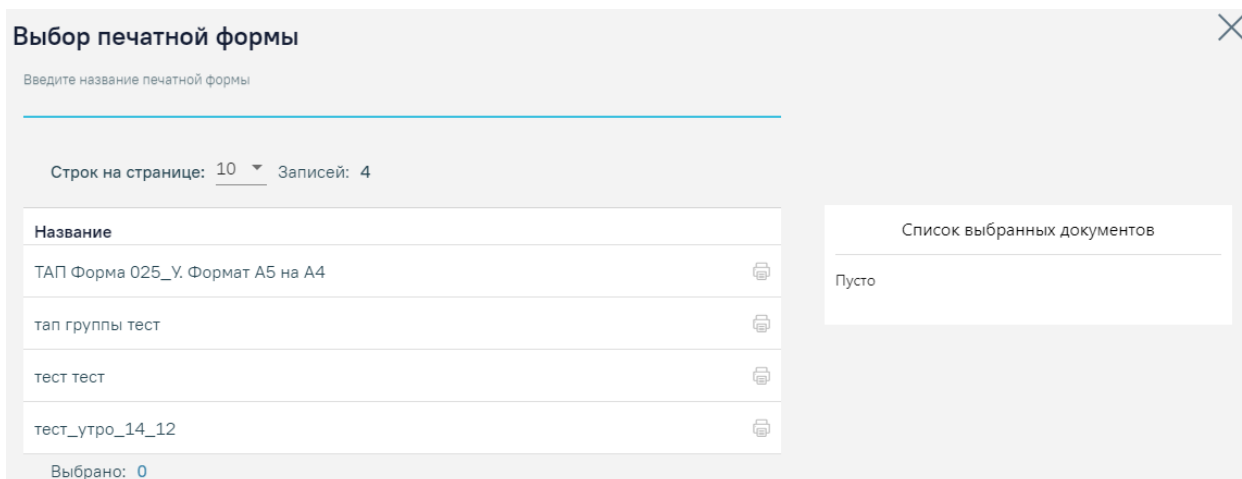 Выбор печатной формы
Введите название печатной формы
Строк на странице: 10 Записей: 4
Название
ТАП Форма 025_У. Формат А5 на А4
тап группы тест
тест тест
тест_утро_14_12
Выбрано: 0
Список выбранных документов
Пусто